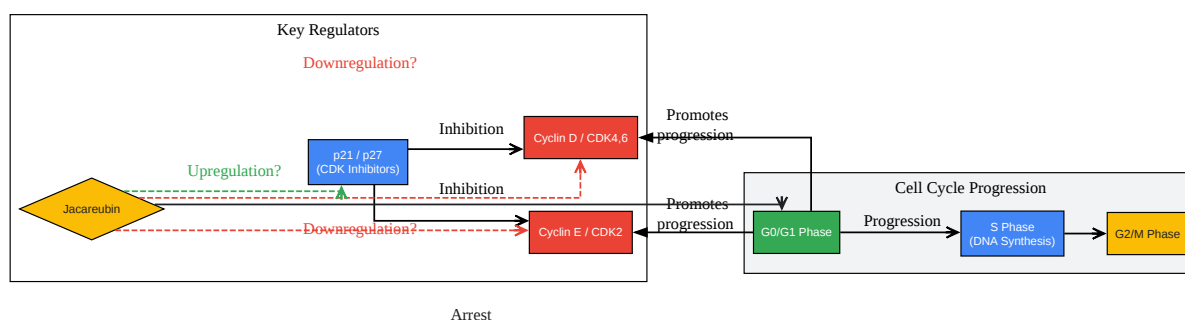 Key Regulators
Downregulation?
Promotes
progression
Inhibition
Cyclin D / CDK4,6
p21 / p27
(CDK Inhibitors)
Upregulation?
Inhibition
Cell Cycle Progression
Jacareubin
Promotes
progression
Downregulation?
Cyclin E / CDK2
G0/G1 Phase
Progression
S Phase
(DNA Synthesis)
G2/M Phase
Arrest